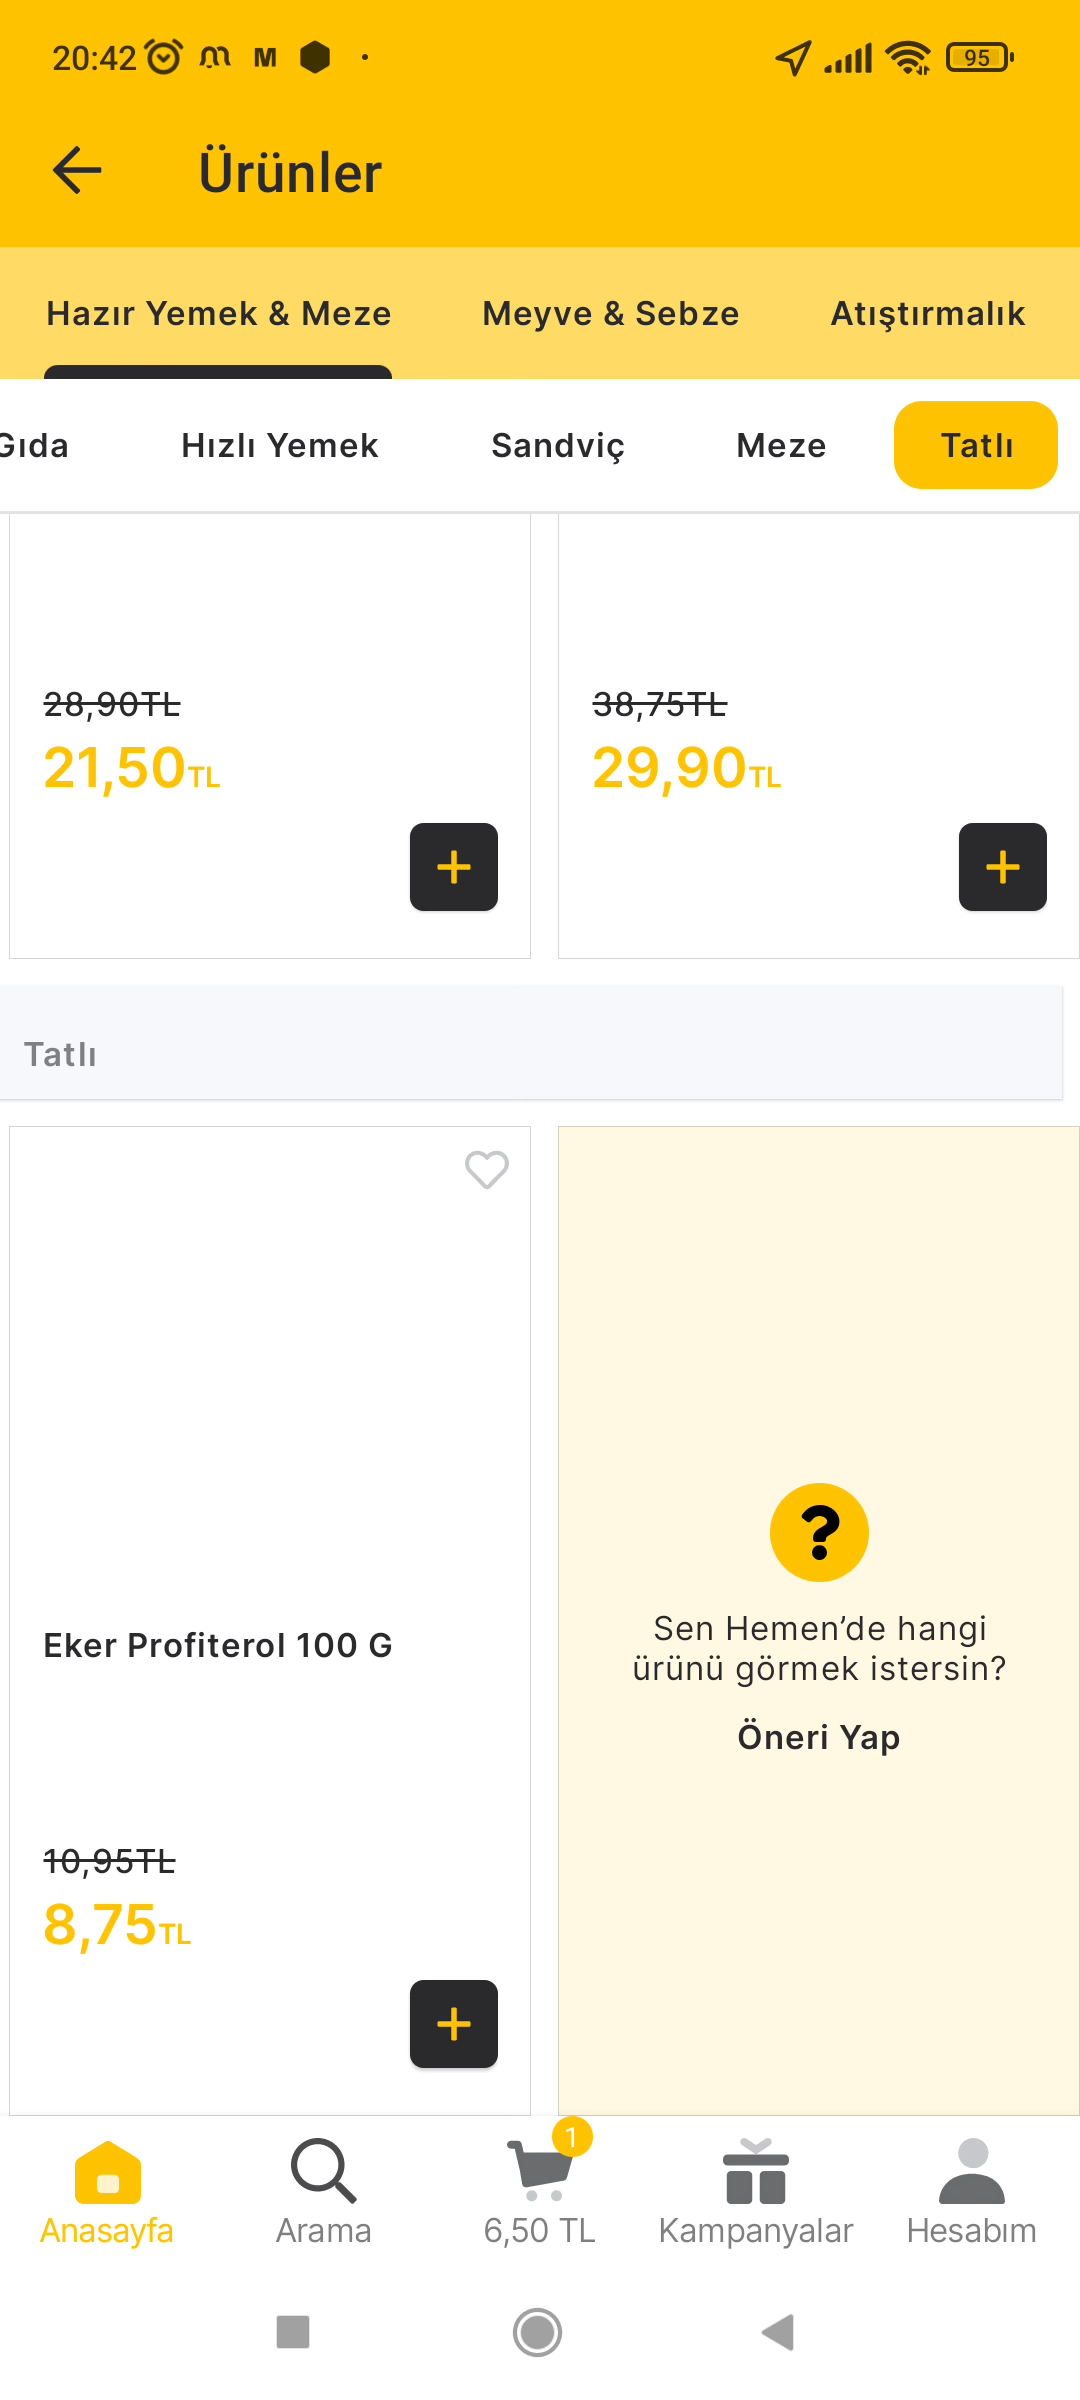 20:42
95
Ürünler
Hazır Yemek & Meze
Meyve & Sebze
Atıştırmalık
Gıda
Hızlı Yemek
Sandviç
Meze
Tatlı
28,90TL
21,50TL
38,75TL
29,90TL
Tatlı
Eker Profiterol 100 G
10,95TL
8,75TL
Sen Hemen’de hangi
ürünü görmek istersin?
Öneri Yap
1
Anasayfa
Arama
6,50 TL
Kampanyalar
Hesabım